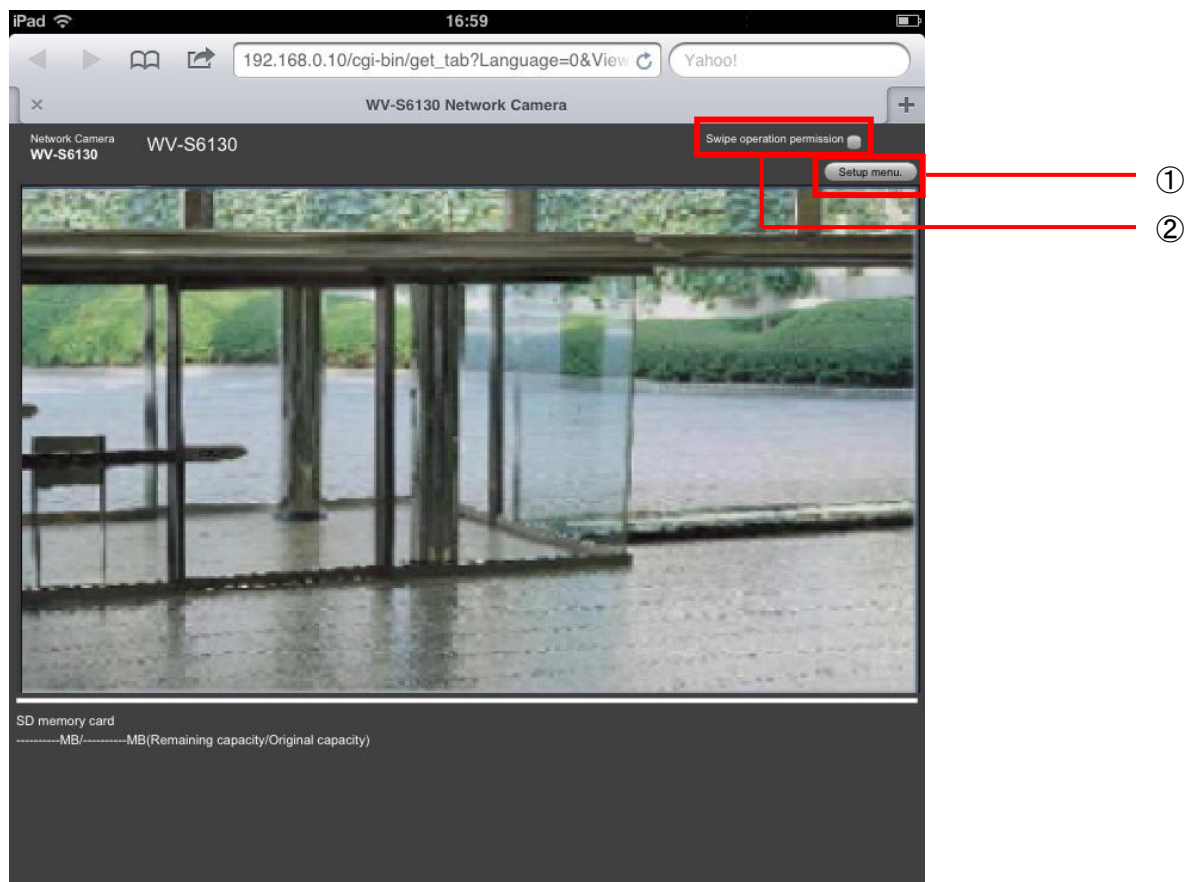 iPad 16:59
192.168.0.10/cgi-bin/get_tab?Language=0&View Yahoo!
× WV-S6130 Network Camera +
Network Camera
WV-S6130
WV-S6130
Swipe operation permission
Setup menu.
①
②
SD memory card
----------MB/----------MB(Remaining capacity/Original capacity)